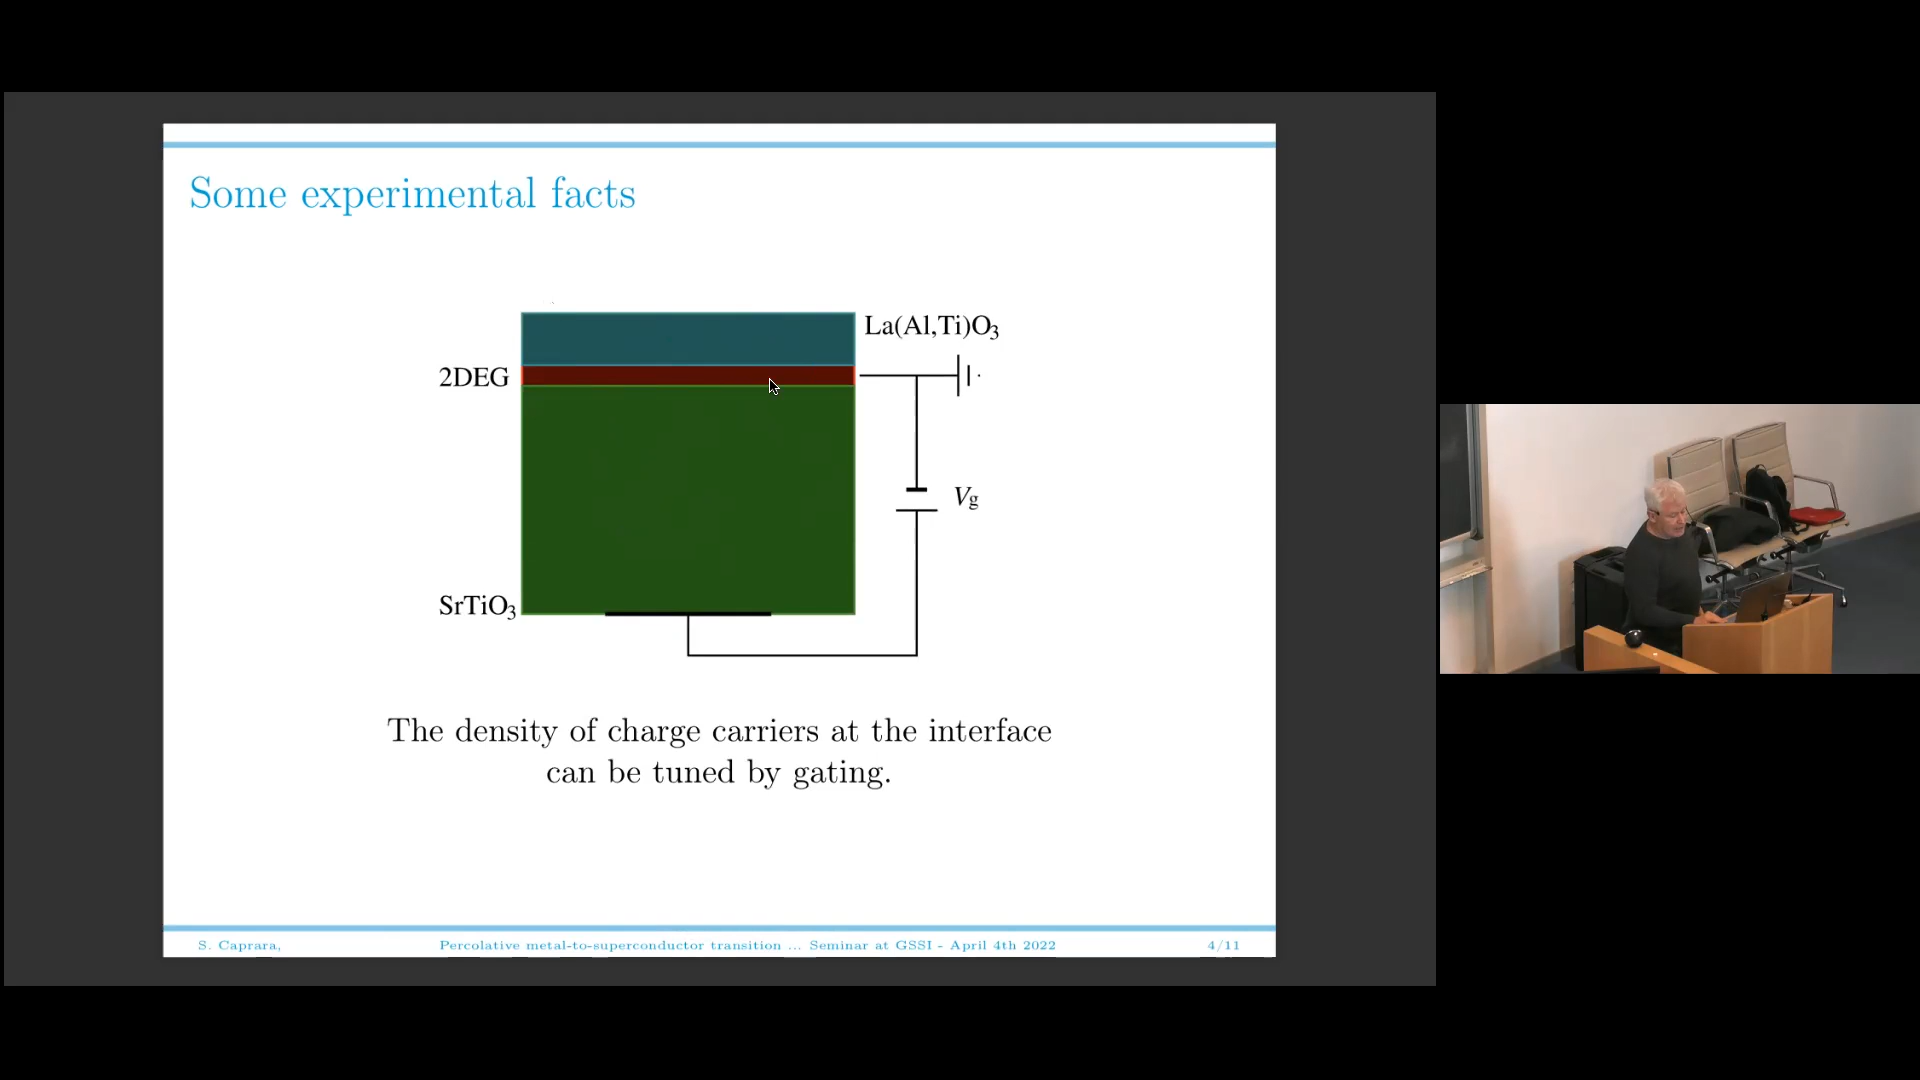 Some experimental facts
La(Al,Ti)O₃
2DEG
Vg
SrTiO₃
The density of charge carriers at the interface
can be tuned by gating.
S. Caprara, Percolative metal-to-superconductor transition ... Seminar at GSSI - April 4th 2022 4/11